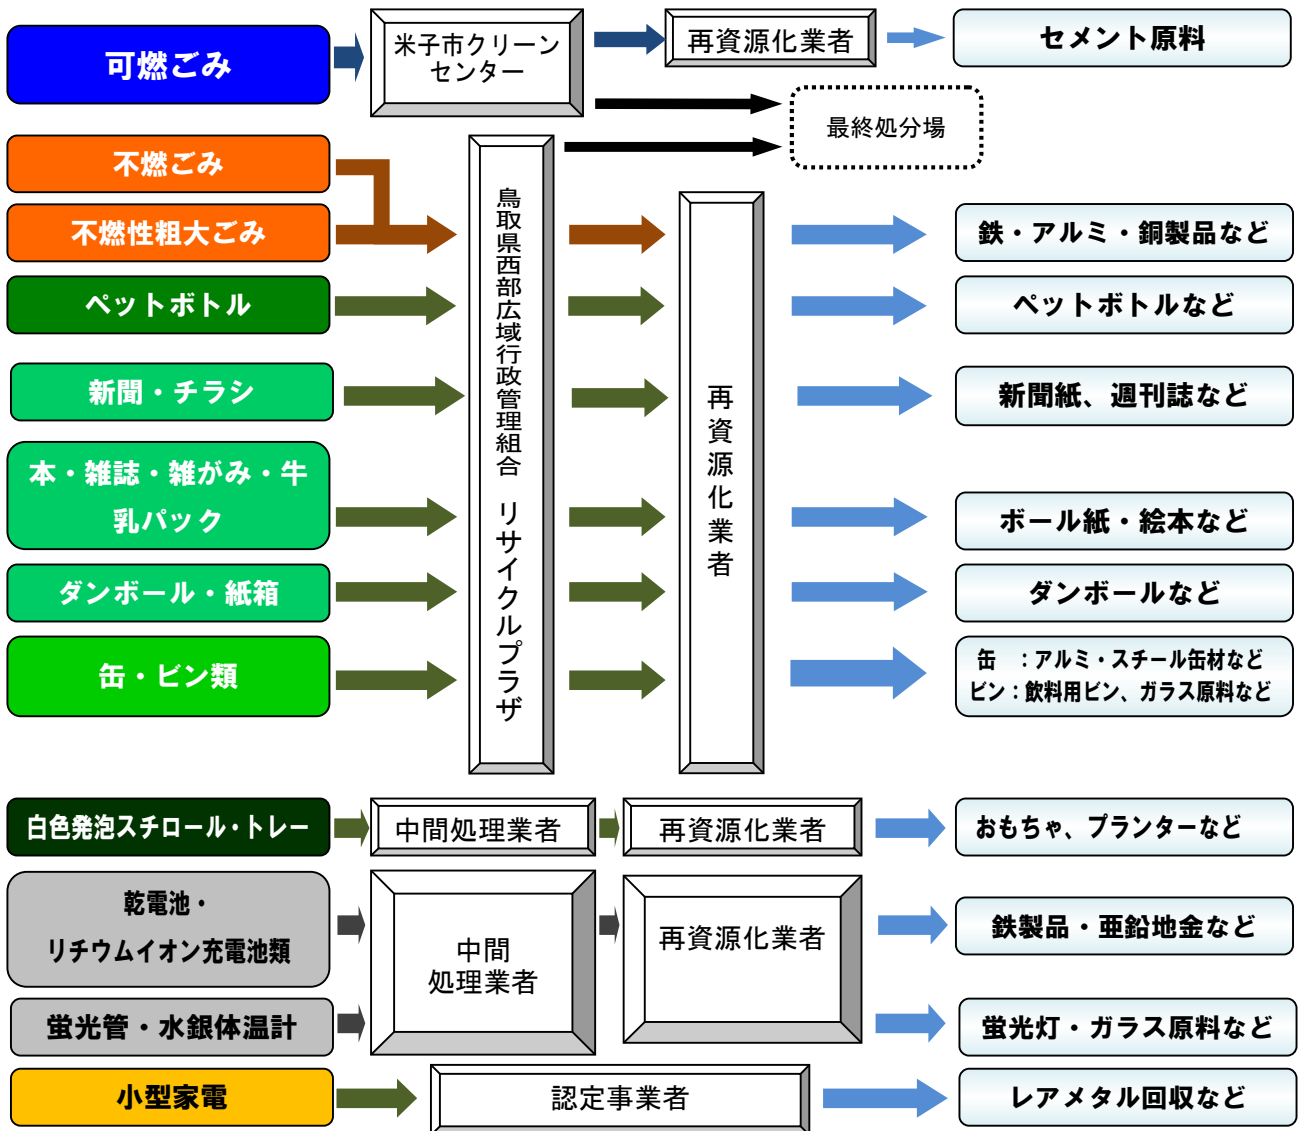 可燃ごみ
米子市クリーン
センター
再資源化業者
セメント原料
最終処分場
不燃ごみ
不燃性粗大ごみ
ペットボトル
新聞・チラシ
本・雑誌・雑がみ・牛
乳パック
ダンボール・紙箱
缶・ビン類
鳥取県西部広域行政管理組合 リサイクルプラザ
再資源化業者
鉄・アルミ・銅製品など
ペットボトルなど
新聞紙、週刊誌など
ボール紙・絵本など
ダンボールなど
缶 :アルミ・スチール缶材など
ビン:飲料用ビン、ガラス原料など
白色発泡スチロール・トレー
中間処理業者
再資源化業者
おもちゃ、プランターなど
乾電池・
リチウムイオン充電池類
中間
処理業者
再資源化業者
鉄製品・亜鉛地金など
蛍光管・水銀体温計
蛍光灯・ガラス原料など
小型家電
認定事業者
レアメタル回収など